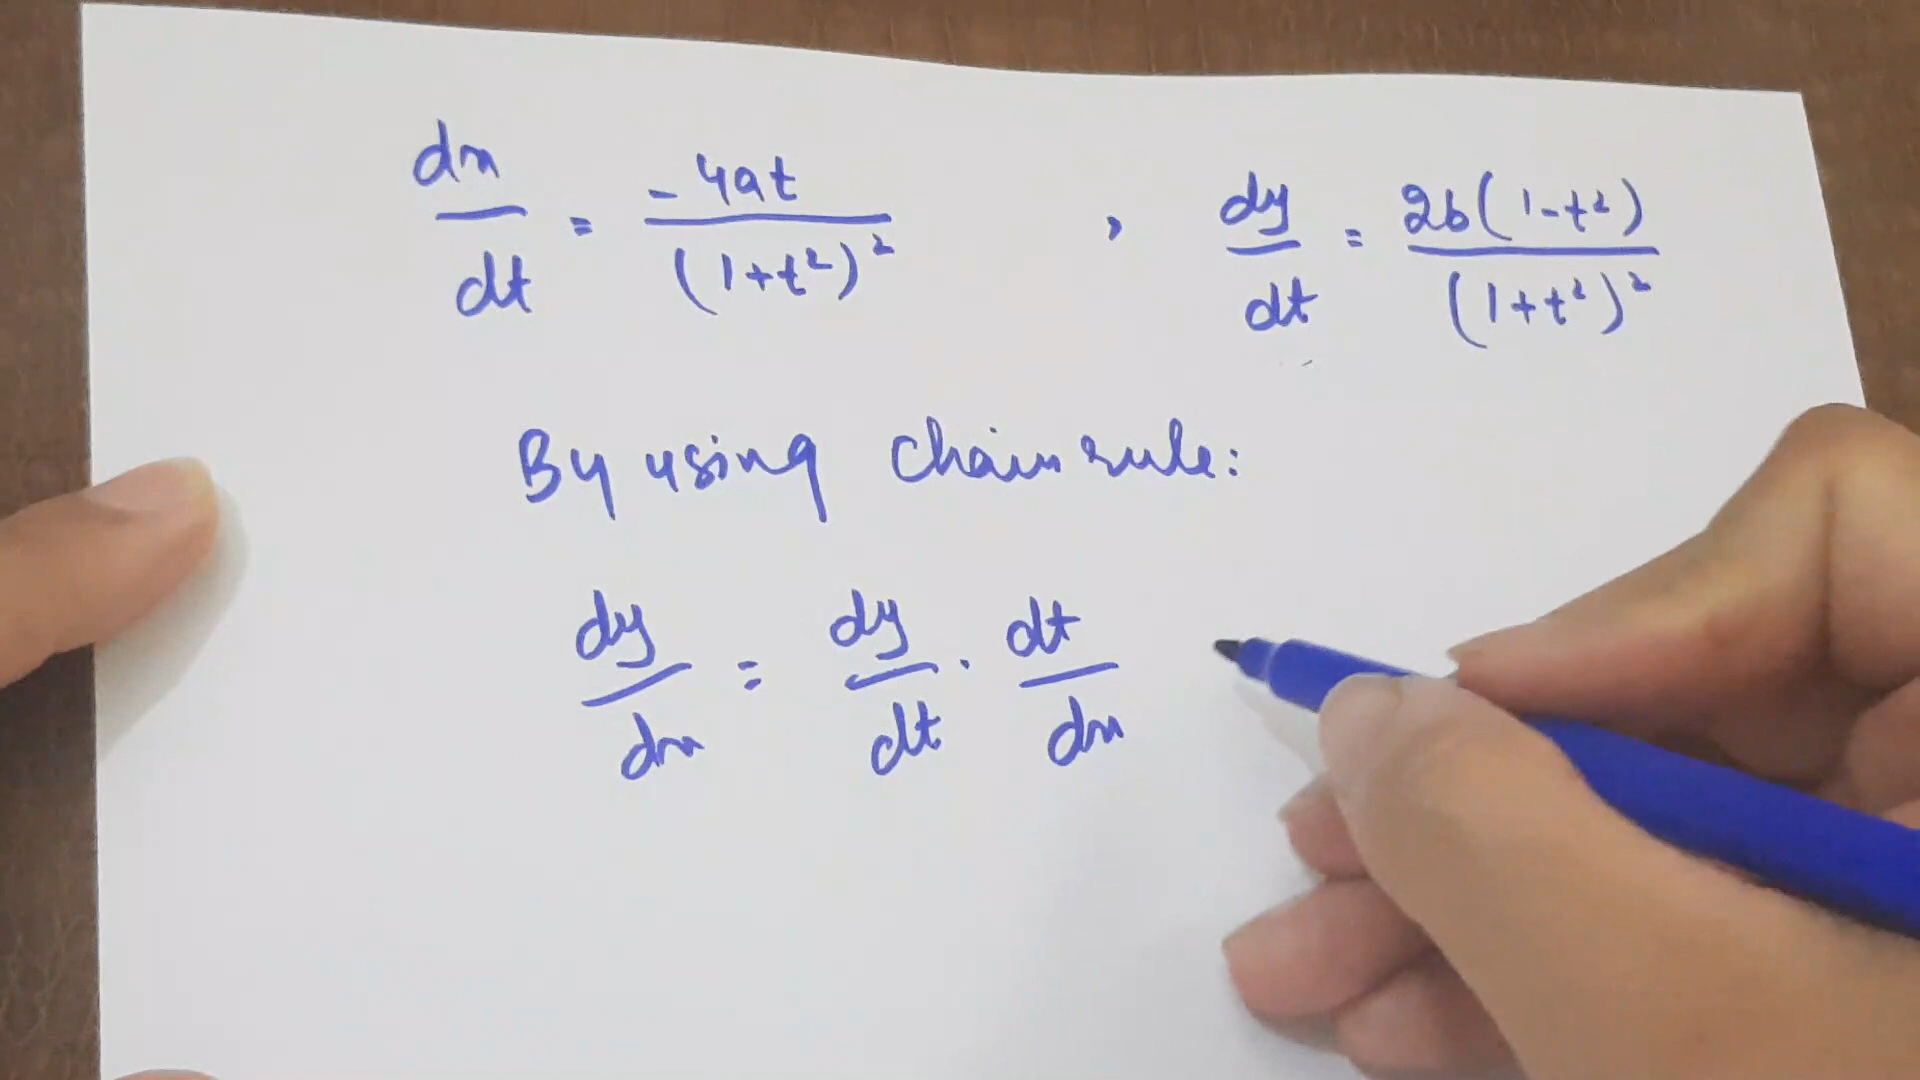 dx/dt = -4at/(1+t²)² , dy/dt = 2b(1-t²)/(1+t²)²
By using Chain rule:
dy/dx = dy/dt . dt/dx